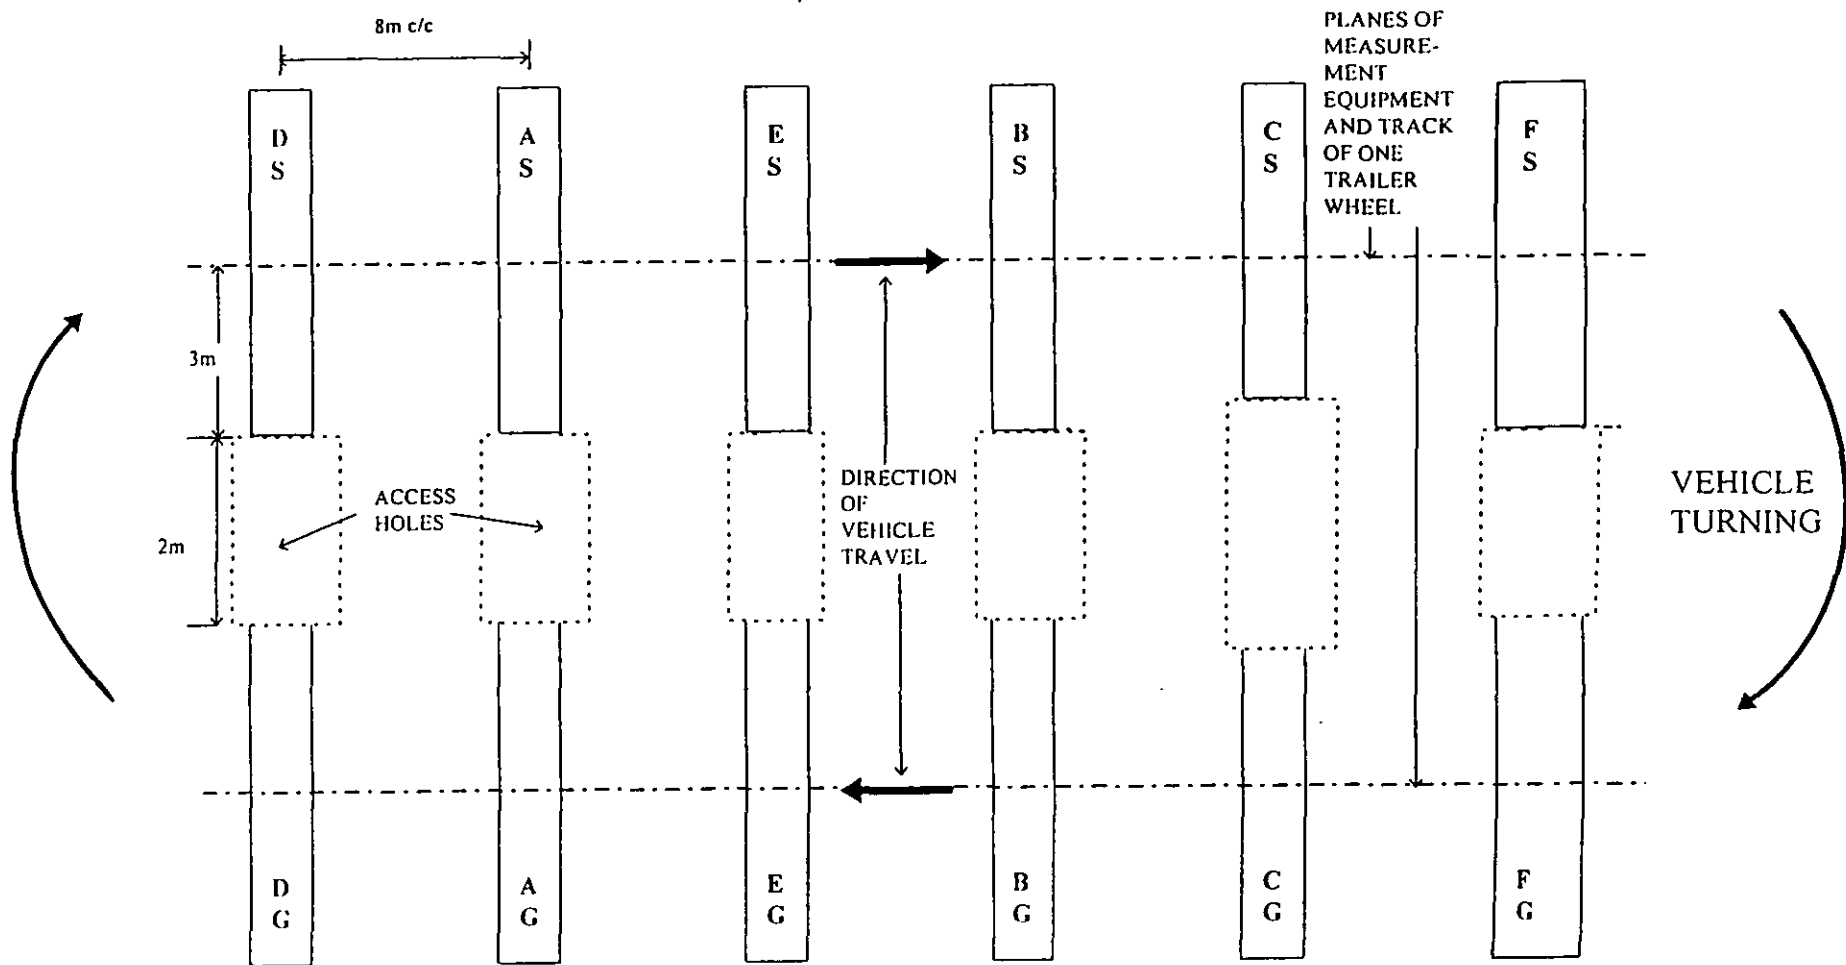 8m c/c
PLANES OF
MEASURE-
MENT
EQUIPMENT
AND TRACK
OF ONE
TRAILER
WHEEL
D
S
A
S
E
S
B
S
C
S
F
S
3m
2m
ACCESS
HOLES
DIRECTION
OF
VEHICLE
TRAVEL
VEHICLE
TURNING
D
G
A
G
E
G
B
G
C
G
F
G